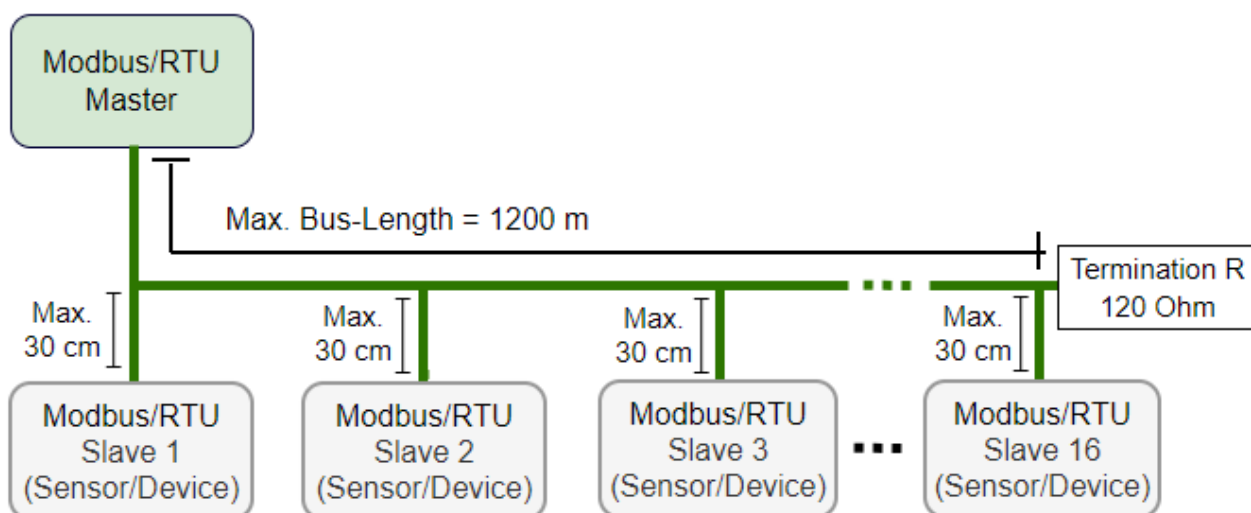 Modbus/RTU
Master
Max. Bus-Length = 1200 m
Termination R
120 Ohm
Max.
30 cm
Max.
30 cm
Max.
30 cm
Max.
30 cm
Modbus/RTU
Slave 1
(Sensor/Device)
Modbus/RTU
Slave 2
(Sensor/Device)
Modbus/RTU
Slave 3
(Sensor/Device)
Modbus/RTU
Slave 16
(Sensor/Device)